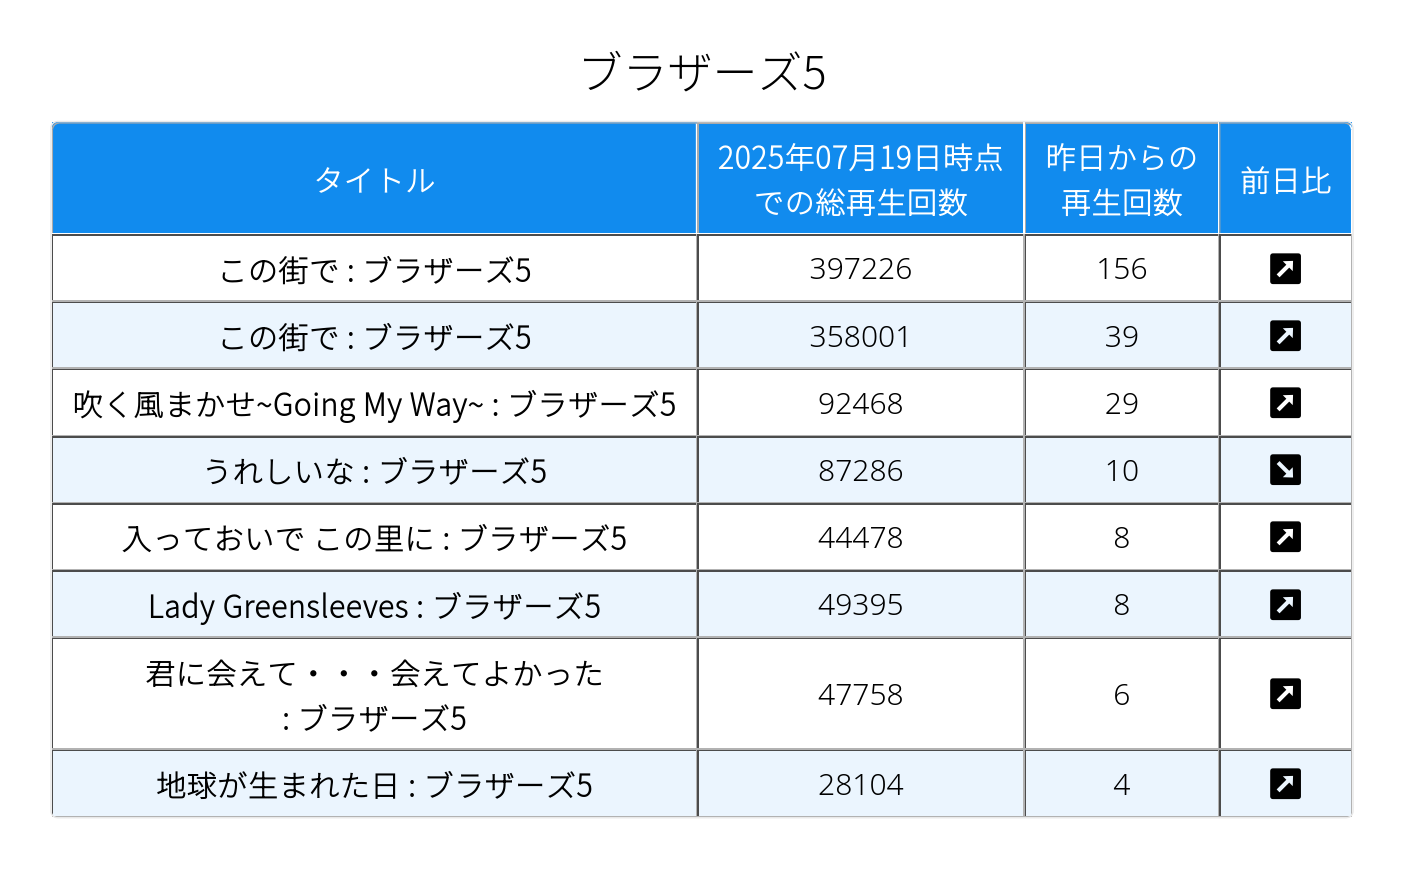 ブラザーズ5
タイトル
2025年07月19日時点
での総再生回数
昨日からの
再生回数
前日比
この街で : ブラザーズ5
397226
156
この街で : ブラザーズ5
358001
39
吹く風まかせ~Going My Way~ : ブラザーズ5
92468
29
うれしいな : ブラザーズ5
87286
10
入っておいで この里に : ブラザーズ5
44478
8
Lady Greensleeves : ブラザーズ5
49395
8
君に会えて・・・会えてよかった
: ブラザーズ5
47758
6
地球が生まれた日 : ブラザーズ5
28104
4